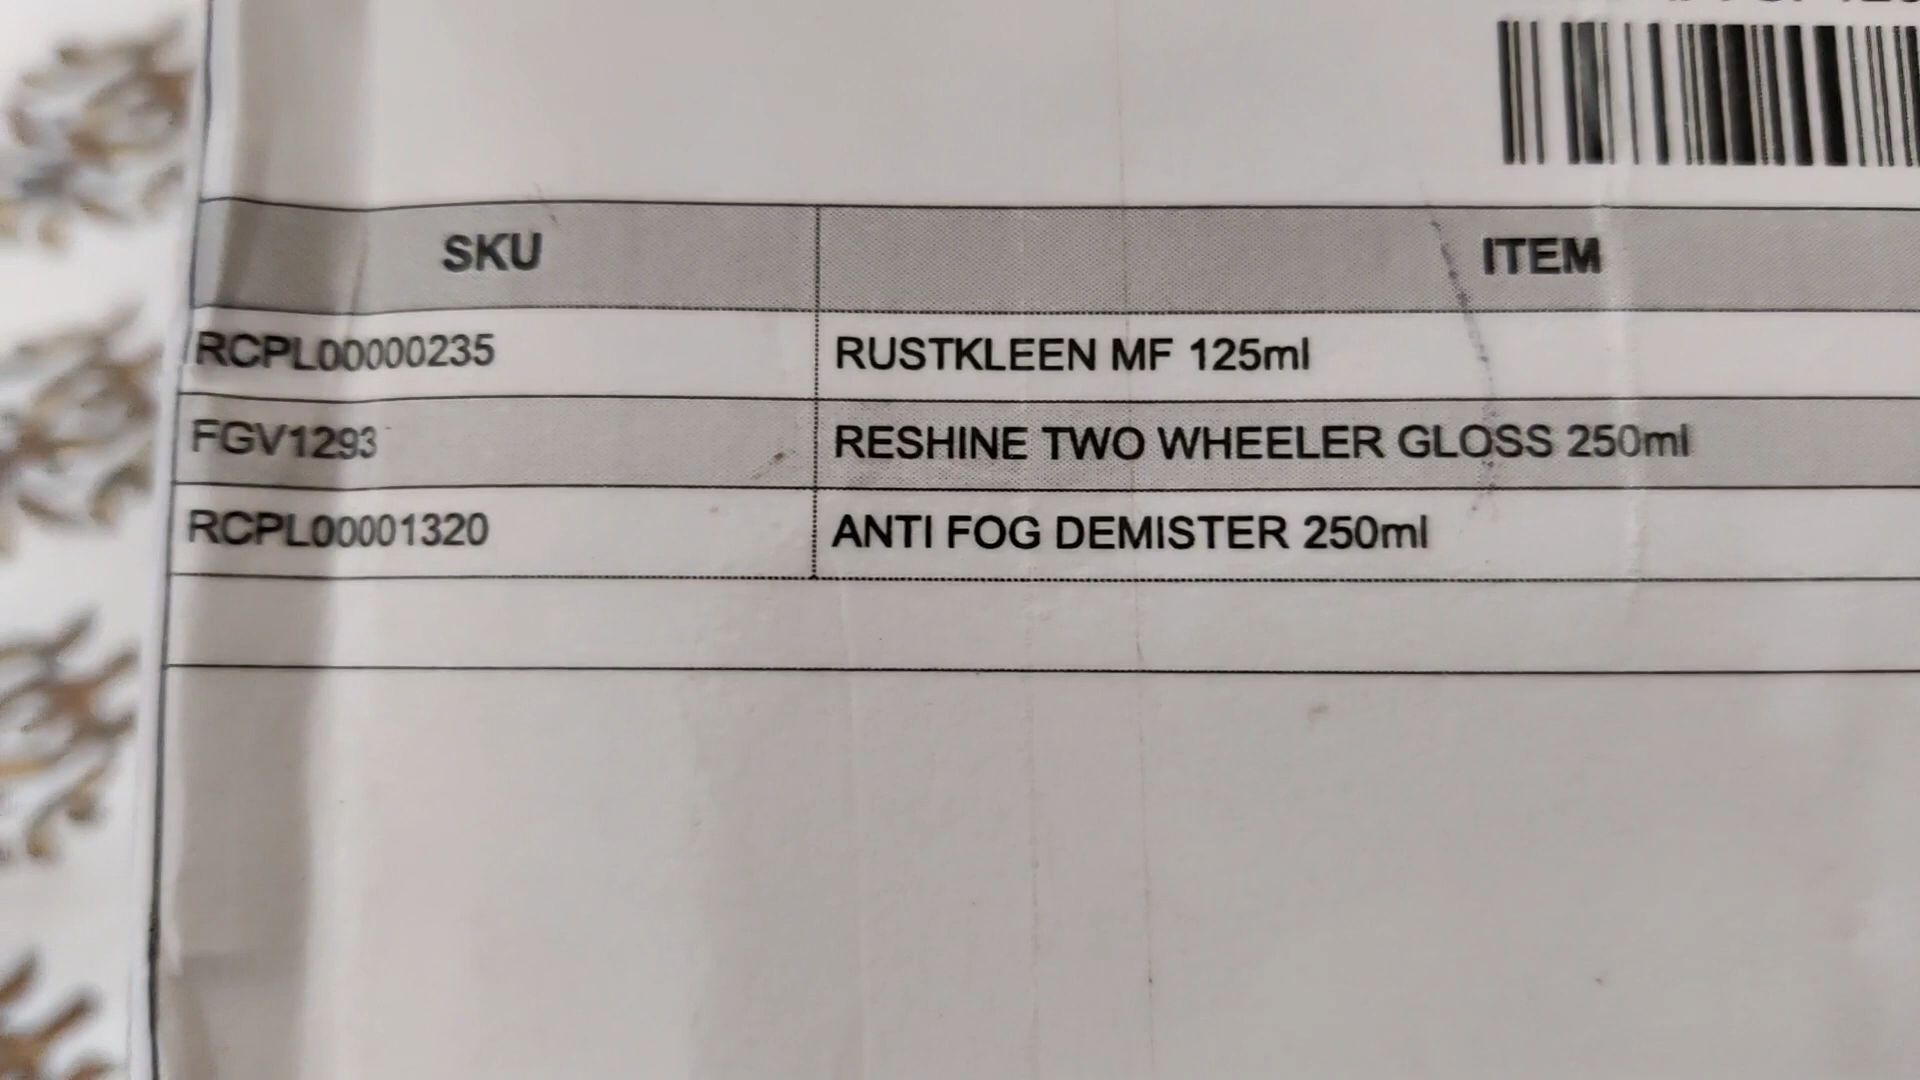 SKU ITEM
RCPL00000235 RUSTKLEEN MF 125ml
FGV1293 RESHINE TWO WHEELER GLOSS 250ml
RCPL00001320 ANTI FOG DEMISTER 250ml